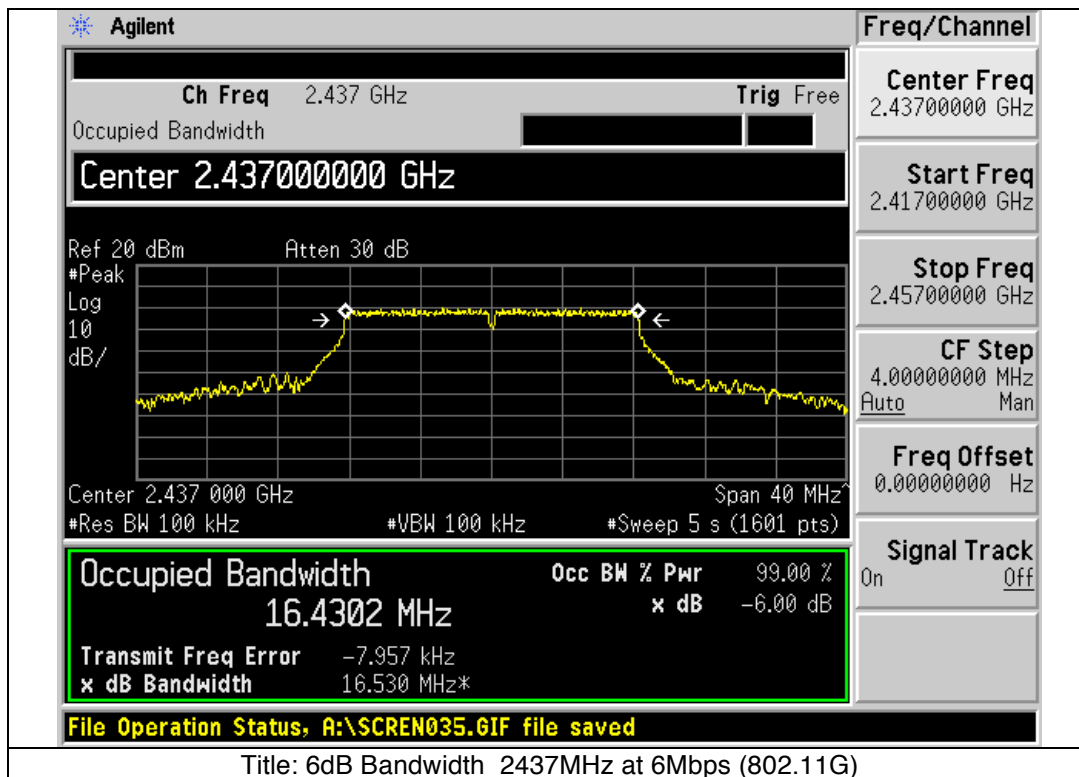 Agilent
Freq/Channel
Ch Freq 2.437 GHz Trig Free
Occupied Bandwidth
Center 2.437000000 GHz
Ref 20 dBm Atten 30 dB
#Peak
Log
10
dB/
Center 2.437 000 GHz Span 40 MHz^
#Res BW 100 kHz #VBW 100 kHz #Sweep 5 s (1601 pts)
Occupied Bandwidth
16.4302 MHz
Occ BW % Pwr 99.00 %
x dB -6.00 dB
Transmit Freq Error -7.957 kHz
x dB Bandwidth 16.530 MHz*
File Operation Status, A:\SCREN035.GIF file saved
Center Freq
2.43700000 GHz
Start Freq
2.41700000 GHz
Stop Freq
2.45700000 GHz
CF Step
4.00000000 MHz
Auto Man
Freq Offset
0.00000000 Hz
Signal Track
On Off
Title: 6dB Bandwidth 2437MHz at 6Mbps (802.11G)